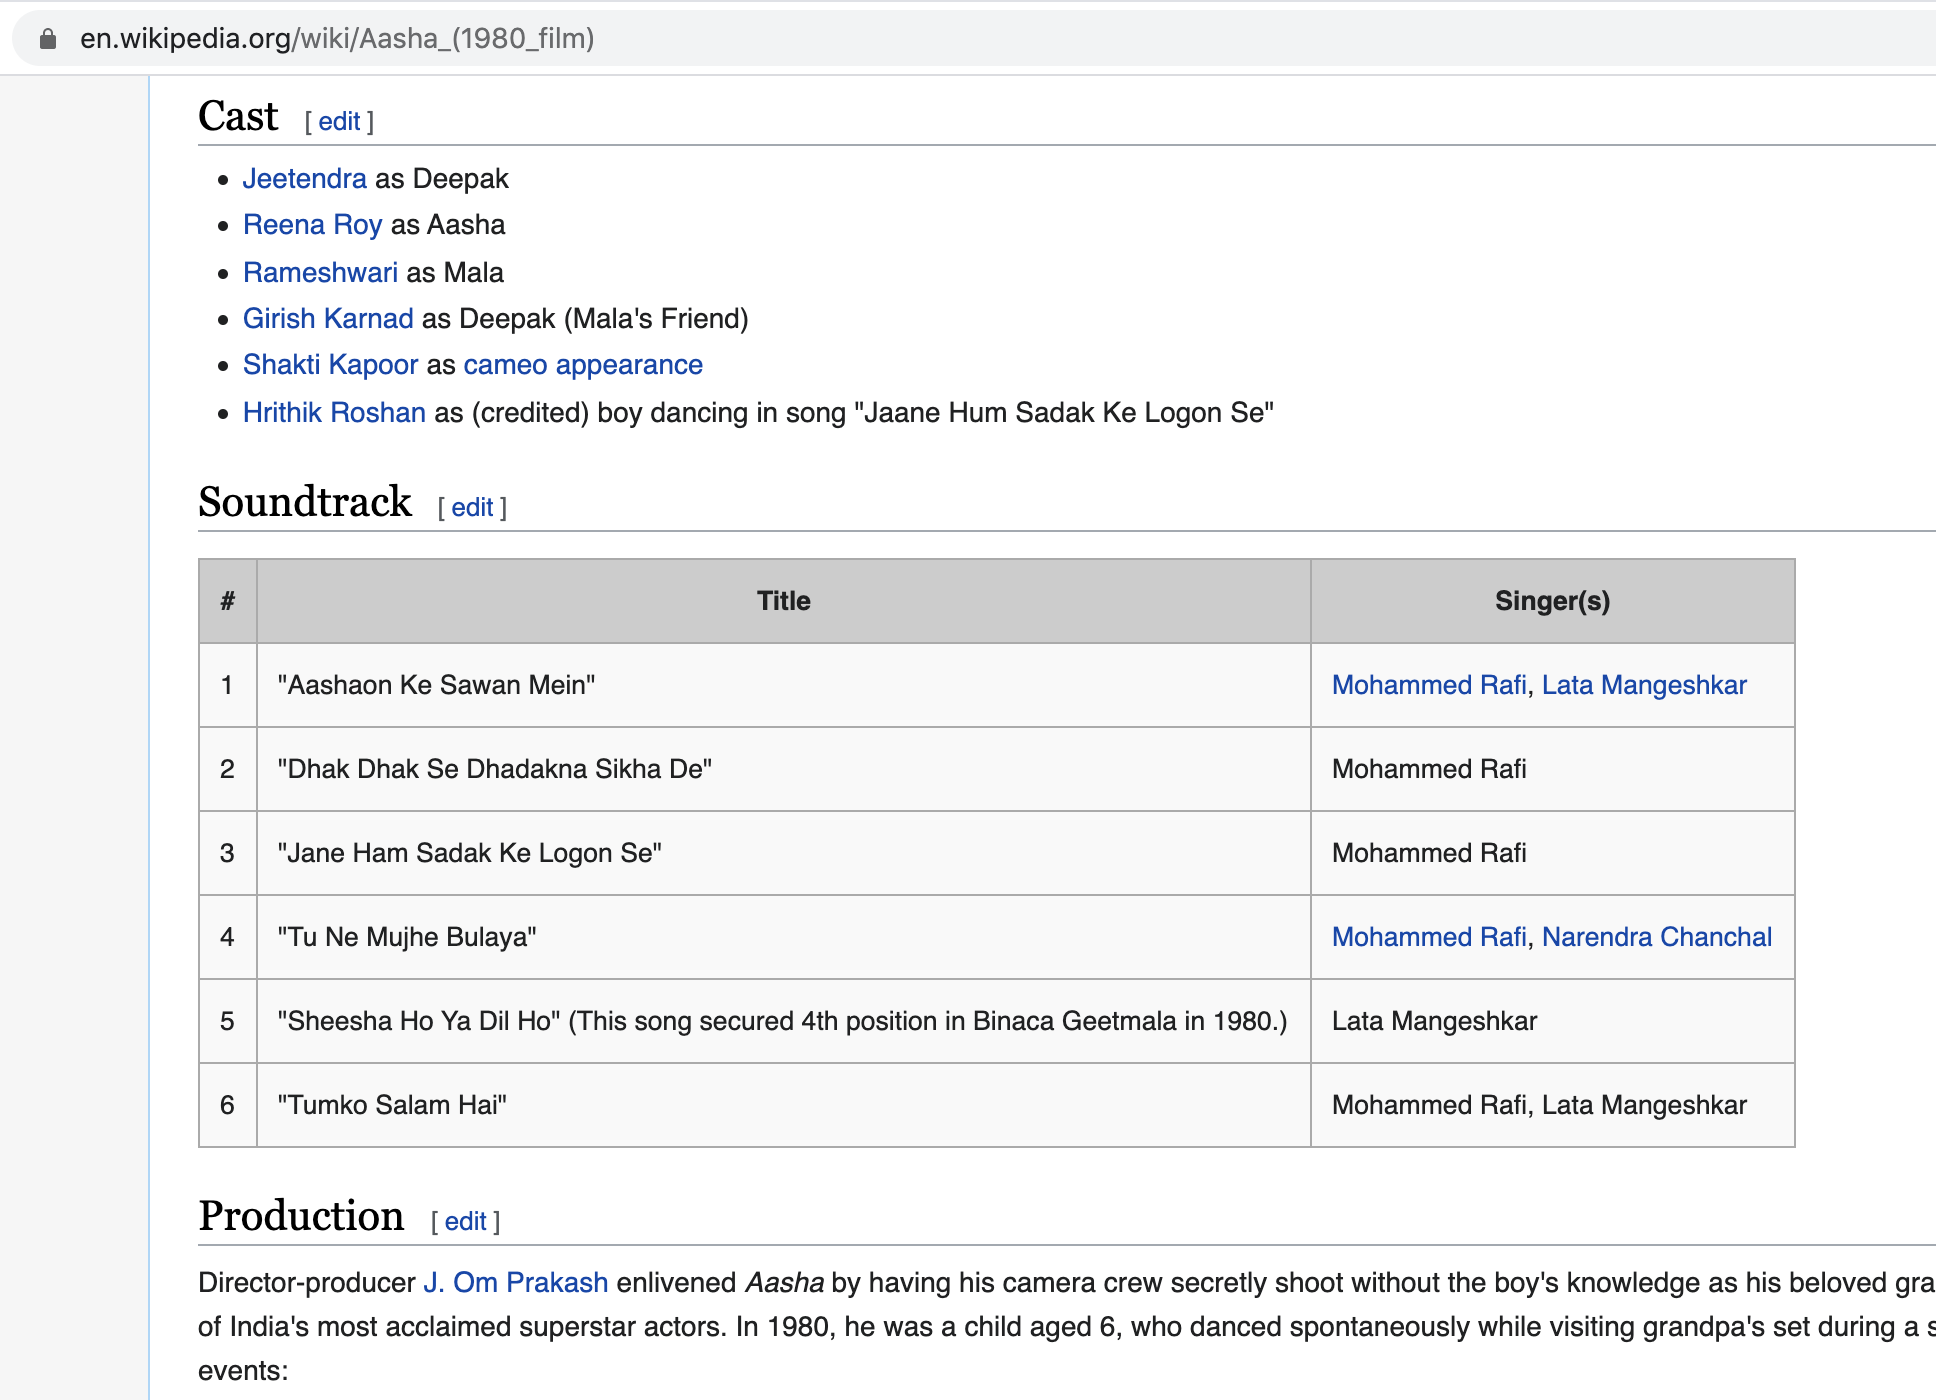 en.wikipedia.org/wiki/Aasha_(1980_film)
Cast [ edit ]
• Jeetendra as Deepak
• Reena Roy as Aasha
• Rameshwari as Mala
• Girish Karnad as Deepak (Mala's Friend)
• Shakti Kapoor as cameo appearance
• Hrithik Roshan as (credited) boy dancing in song "Jaane Hum Sadak Ke Logon Se"
Soundtrack [ edit ]
# Title Singer(s)
1 "Aashaon Ke Sawan Mein" Mohammed Rafi, Lata Mangeshkar
2 "Dhak Dhak Se Dhadakna Sikha De" Mohammed Rafi
3 "Jane Ham Sadak Ke Logon Se" Mohammed Rafi
4 "Tu Ne Mujhe Bulaya" Mohammed Rafi, Narendra Chanchal
5 "Sheesha Ho Ya Dil Ho" (This song secured 4th position in Binaca Geetmala in 1980.) Lata Mangeshkar
6 "Tumko Salam Hai" Mohammed Rafi, Lata Mangeshkar
Production [ edit ]
Director-producer J. Om Prakash enlivened Aasha by having his camera crew secretly shoot without the boy's knowledge as his beloved gra
of India's most acclaimed superstar actors. In 1980, he was a child aged 6, who danced spontaneously while visiting grandpa's set during a s
events: